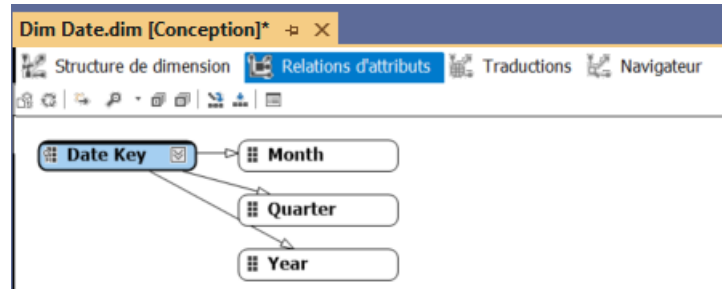 Dim Date.dim [Conception]*
Structure de dimension Relations d'attributs Traductions Navigateur
Date Key Month
Quarter
Year